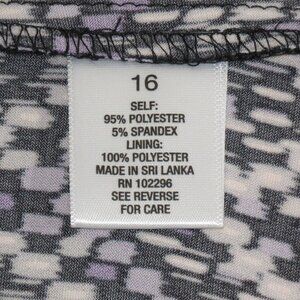 16
SELF:
95% POLYESTER
5% SPANDEX
LINING:
100% POLYESTER
MADE IN SRI LANKA
RN 102296
SEE REVERSE
FOR CARE